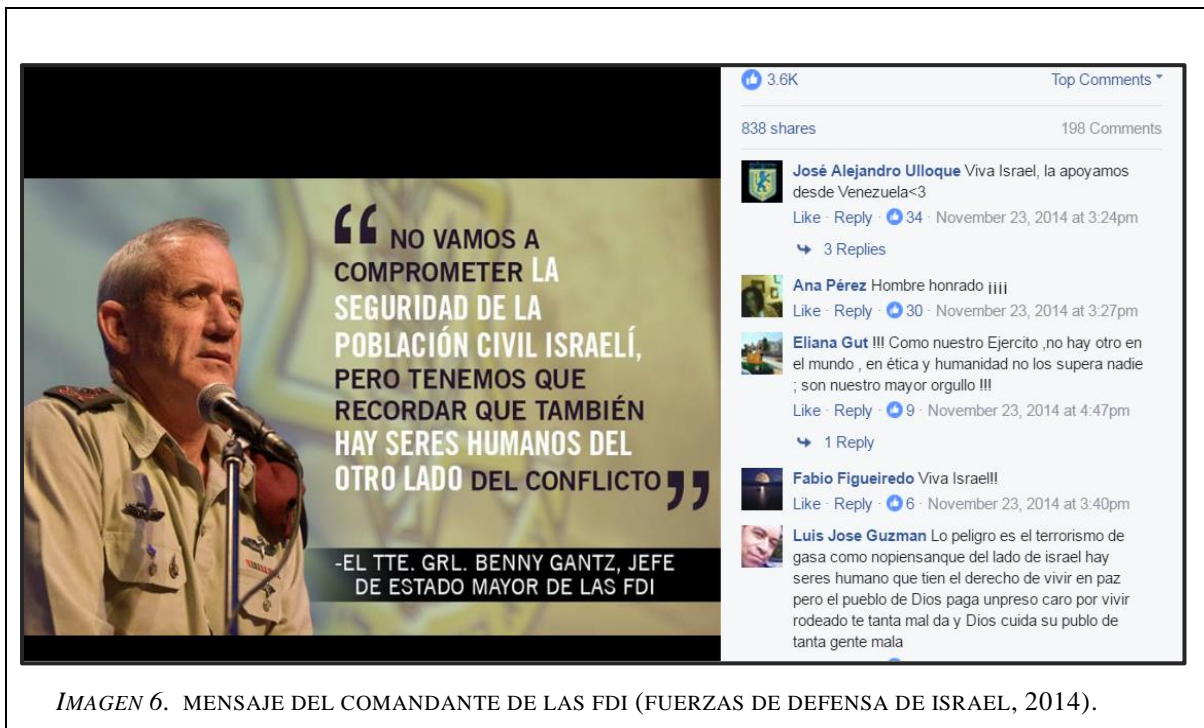 “ NO VAMOS A
COMPROMETER LA
SEGURIDAD DE LA
POBLACIÓN CIVIL ISRAELÍ,
PERO TENEMOS QUE
RECORDAR QUE TAMBIÉN
HAY SERES HUMANOS DEL
OTRO LADO DEL CONFLICTO ”
-EL TTE. GRL. BENNY GANTZ, JEFE
DE ESTADO MAYOR DE LAS FDI
3.6K Top Comments
838 shares 198 Comments
José Alejandro Ulloque Viva Israel, la apoyamos
desde Venezuela<3
Like · Reply · 34 · November 23, 2014 at 3:24pm
3 Replies
Ana Pérez Hombre honrado ¡¡¡¡
Like · Reply · 30 · November 23, 2014 at 3:27pm
Eliana Gut !!! Como nuestro Ejercito ,no hay otro en
el mundo , en ética y humanidad no los supera nadie
; son nuestro mayor orgullo !!!
Like · Reply · 9 · November 23, 2014 at 4:47pm
1 Reply
Fabio Figueiredo Viva Israel!!!
Like · Reply · 6 · November 23, 2014 at 3:40pm
Luis Jose Guzman Lo peligro es el terrorismo de
gasa como nopiensanque del lado de israel hay
seres humano que tien el derecho de vivir en paz
pero el pueblo de Dios paga unpreso caro por vivir
rodeado te tanta mal da y Dios cuida su publo de
tanta gente mala
IMAGEN 6. MENSAJE DEL COMANDANTE DE LAS FDI (FUERZAS DE DEFENSA DE ISRAEL, 2014).